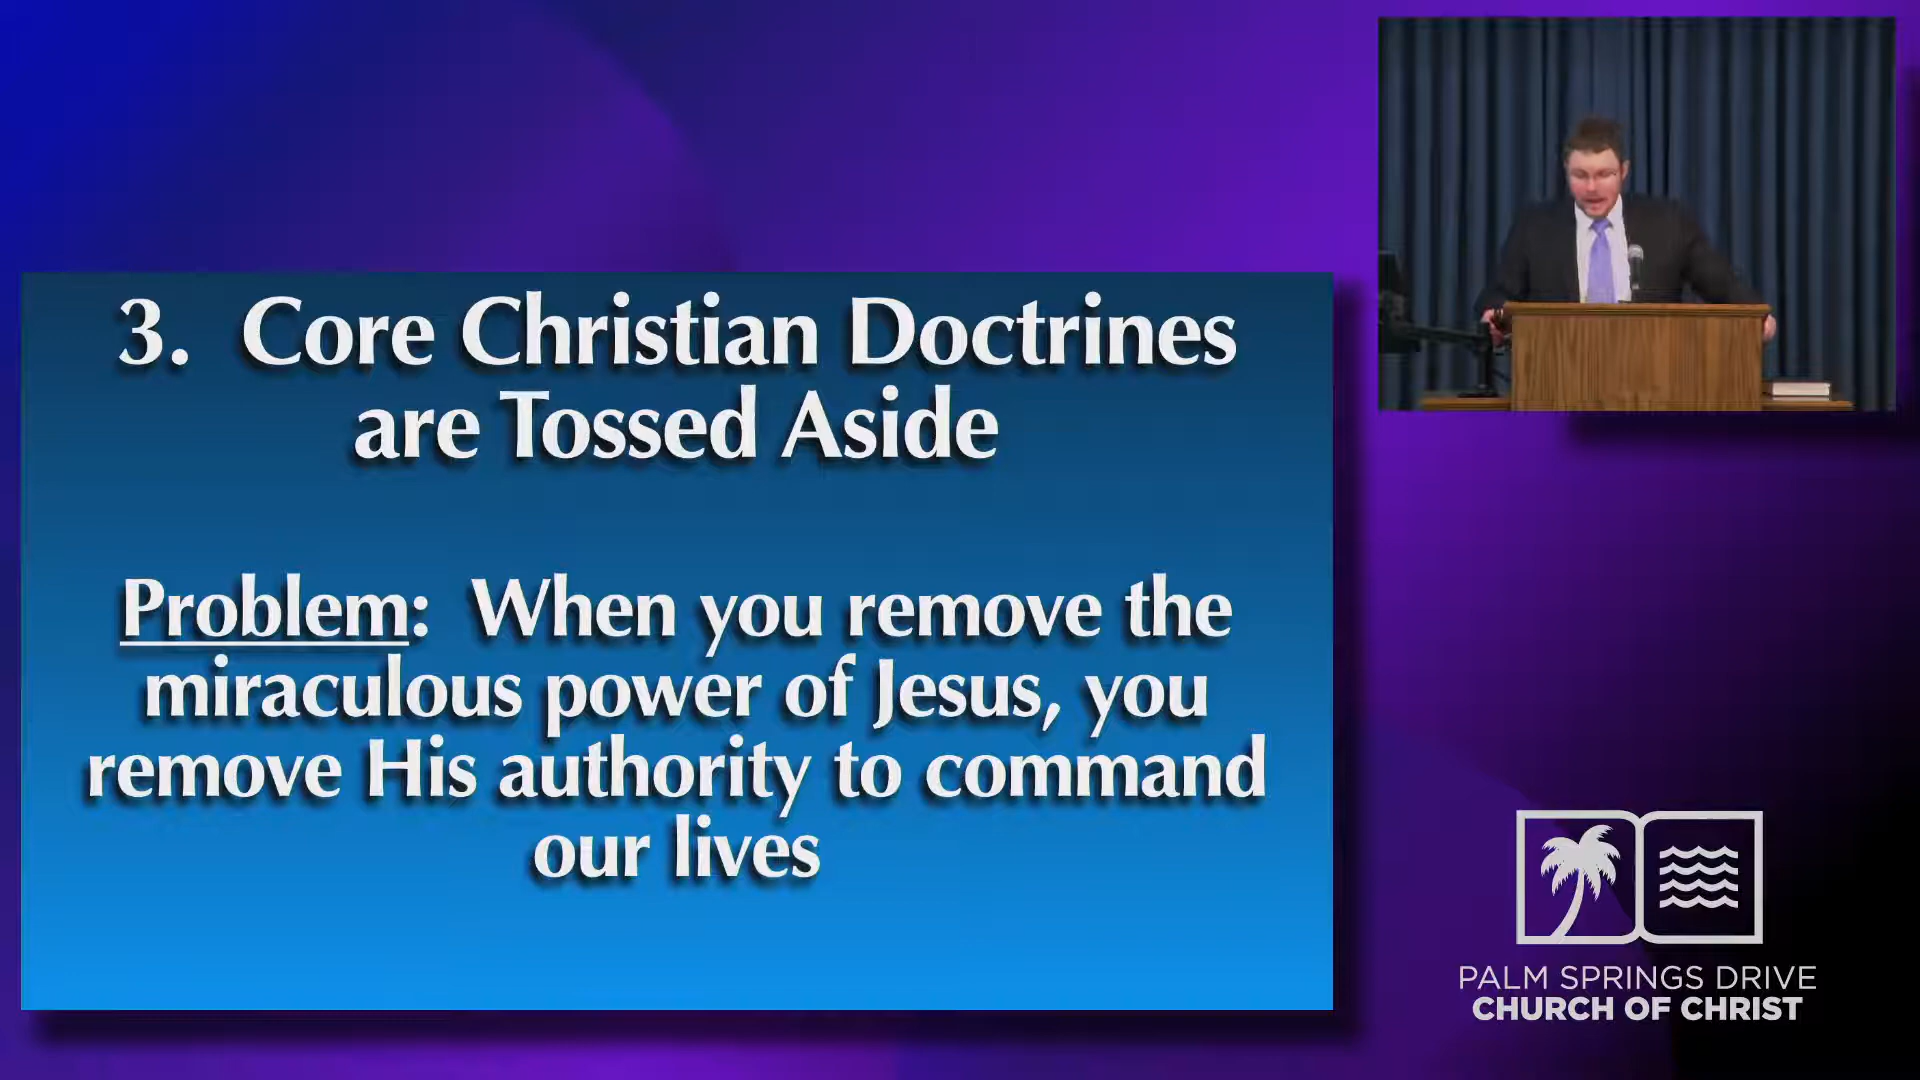 3. Core Christian Doctrines
are Tossed Aside
Problem: When you remove the
miraculous power of Jesus, you
remove His authority to command
our lives
PALM SPRINGS DRIVE
CHURCH OF CHRIST